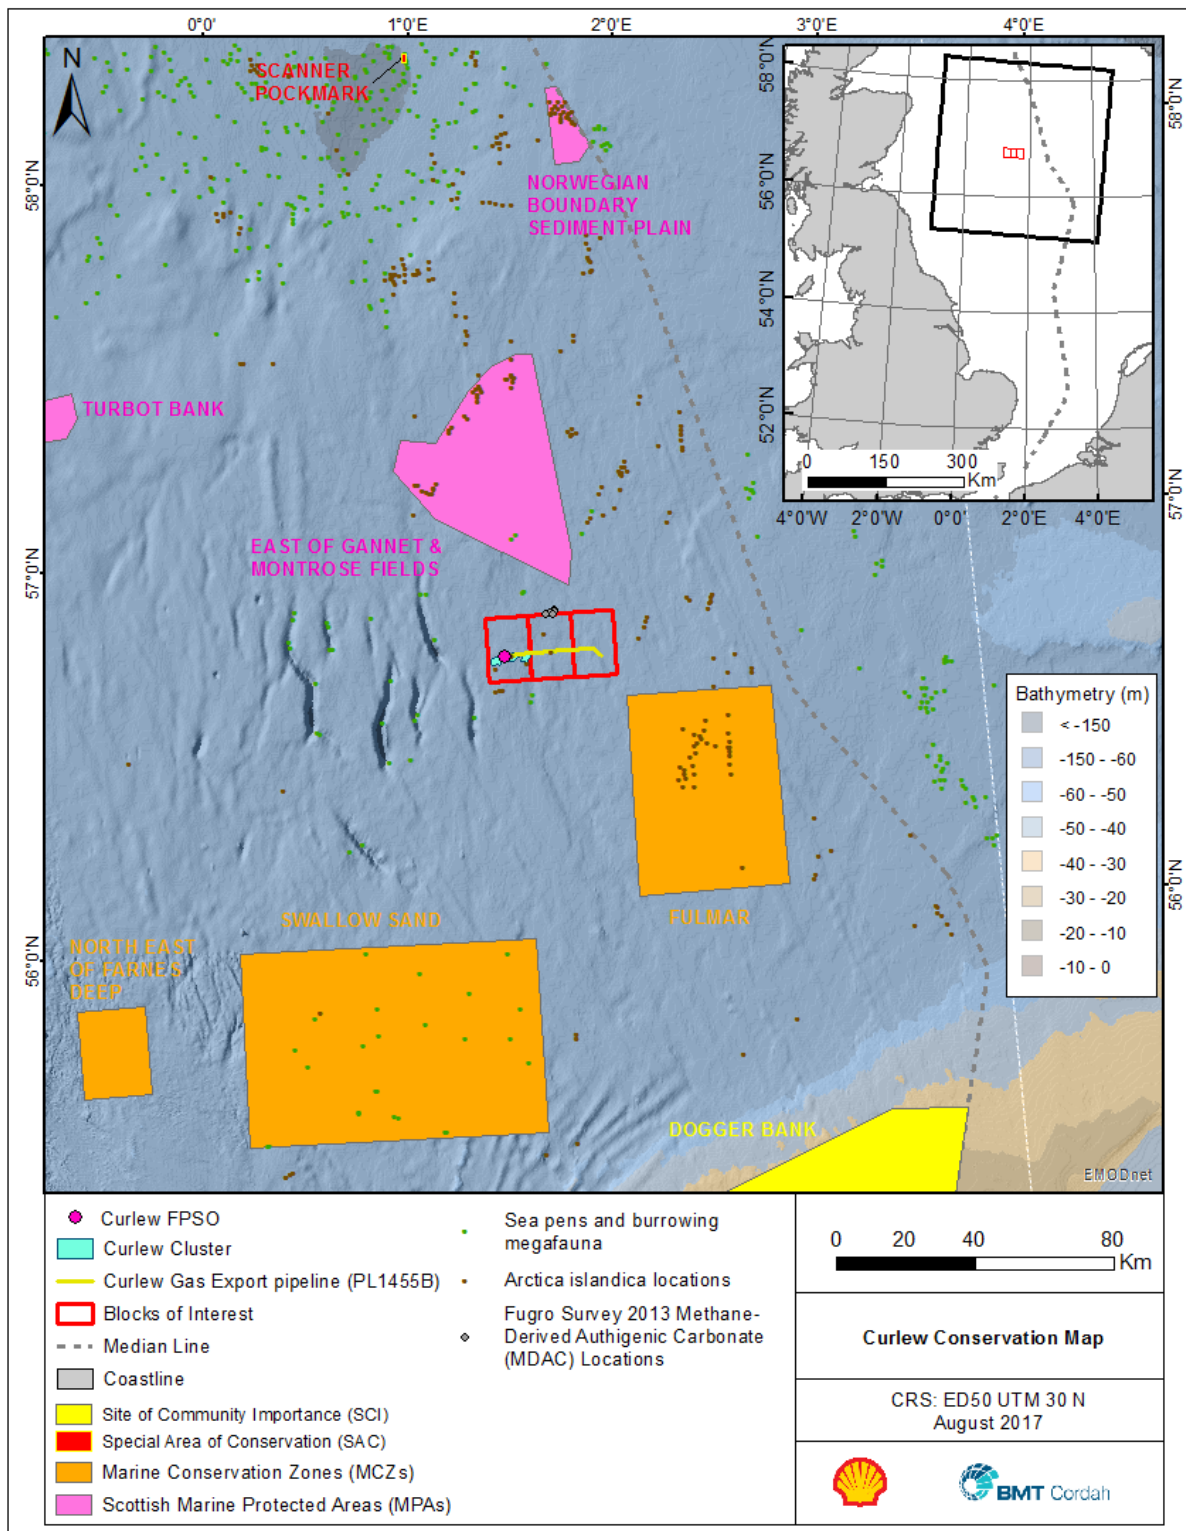 0°0' 1°0'E 2°0'E 3°0'E 4°0'E
N
SCANNER
POCKMARK
NORWEGIAN
BOUNDARY
SEDIMENT PLAIN
TURBOT BANK
EAST OF GANNET &
MONTROSE FIELDS
SWALLOW SAND
FULMAR
NORTH EAST
OF FARNES
DEEP
DOGGER BANK
58°0'N
57°0'N
56°0'N
58°0'N
57°0'N
56°0'N
58°0'N
56°0'N
54°0'N
52°0'N
0 150 300
Km
4°0'W 2°0'W 0°0' 2°0'E 4°0'E
Bathymetry (m)
< -150
-150 - -60
-60 - -50
-50 - -40
-40 - -30
-30 - -20
-20 - -10
-10 - 0
EMODnet
Curlew FPSO
Curlew Cluster
Curlew Gas Export pipeline (PL1455B)
Blocks of Interest
Median Line
Coastline
Site of Community Importance (SCI)
Special Area of Conservation (SAC)
Marine Conservation Zones (MCZs)
Scottish Marine Protected Areas (MPAs)
Sea pens and burrowing
megafauna
Arctica islandica locations
Fugro Survey 2013 Methane-
Derived Authigenic Carbonate
(MDAC) Locations
0 20 40 60 80
Km
Curlew Conservation Map
CRS: ED50 UTM 30 N
August 2017
BMT Cordah